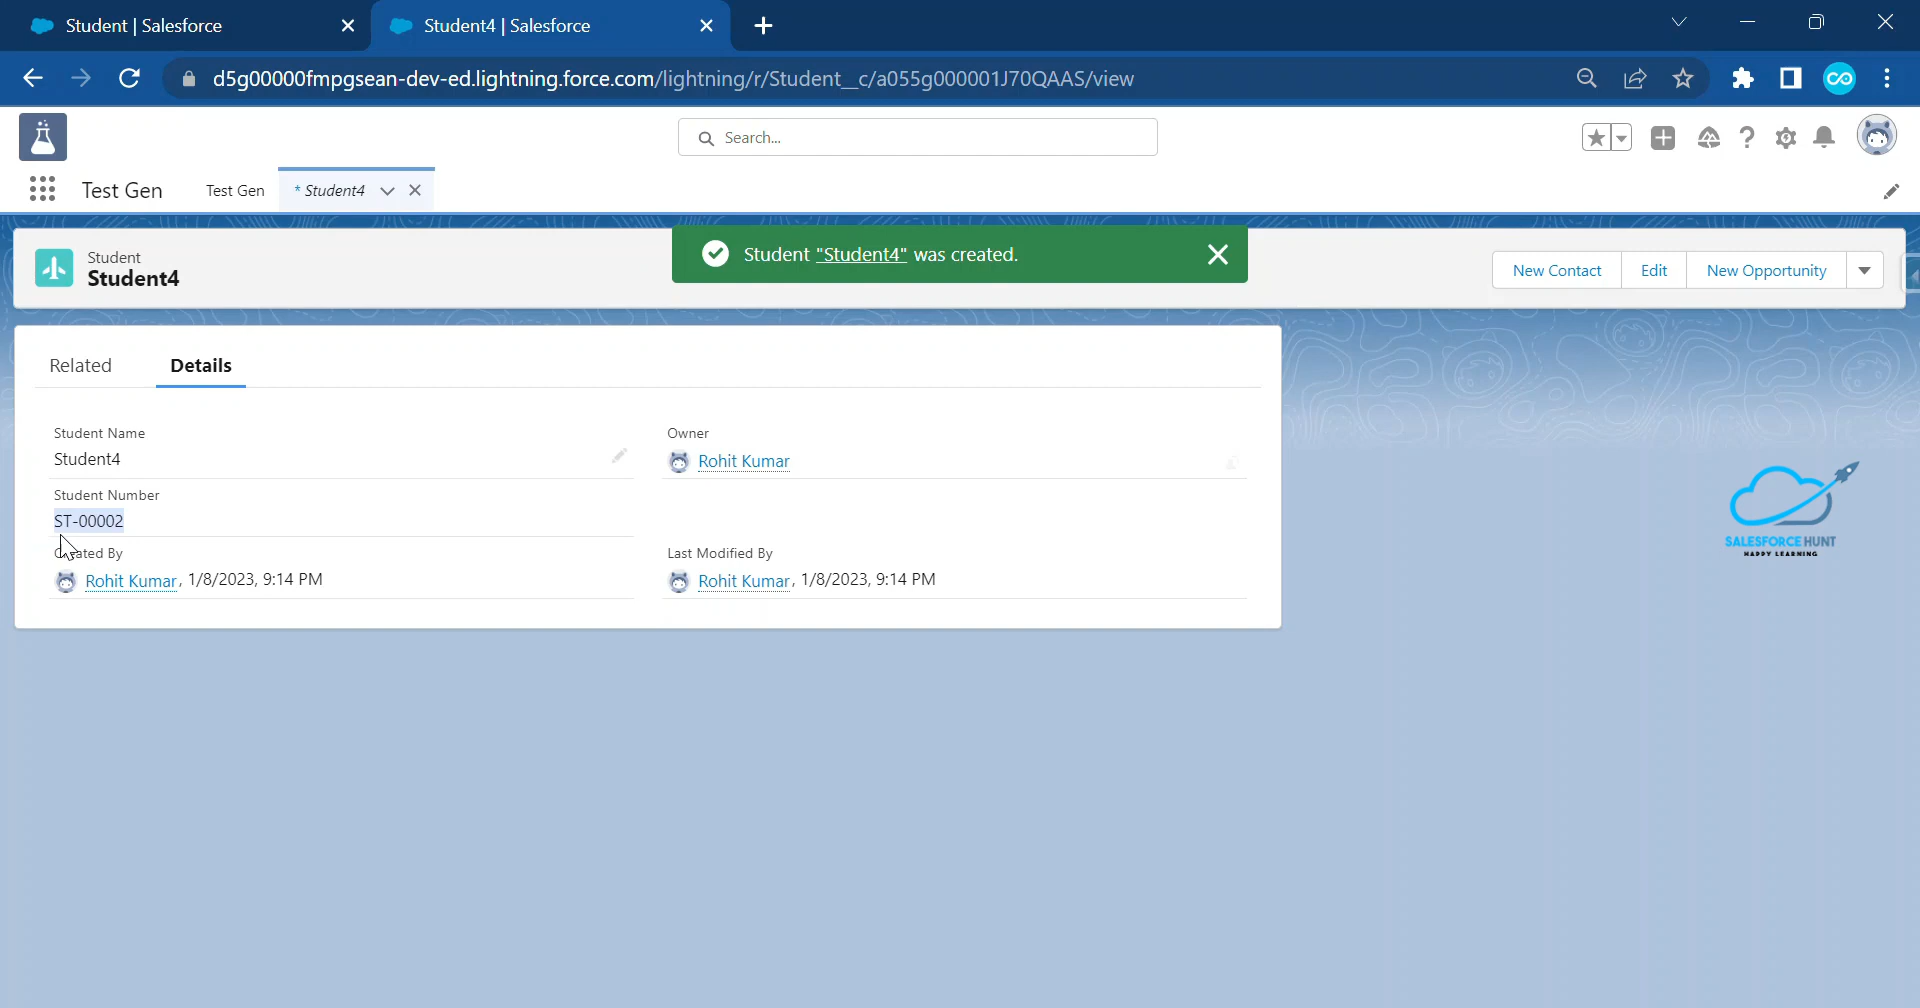 Student | Salesforce
Student4 | Salesforce
d5g00000fmpgsean-dev-ed.lightning.force.com/lightning/r/Student__c/a055g000001J70QAAS/view
Search...
Test Gen
Test Gen
* Student4
Student
Student4
Student "Student4" was created.
New Contact
Edit
New Opportunity
Related
Details
Student Name
Student4
Owner
Rohit Kumar
Student Number
ST-00002
Created By
Rohit Kumar, 1/8/2023, 9:14 PM
Last Modified By
Rohit Kumar, 1/8/2023, 9:14 PM
SALESFORCE HUNT
HAPPY LEARNING